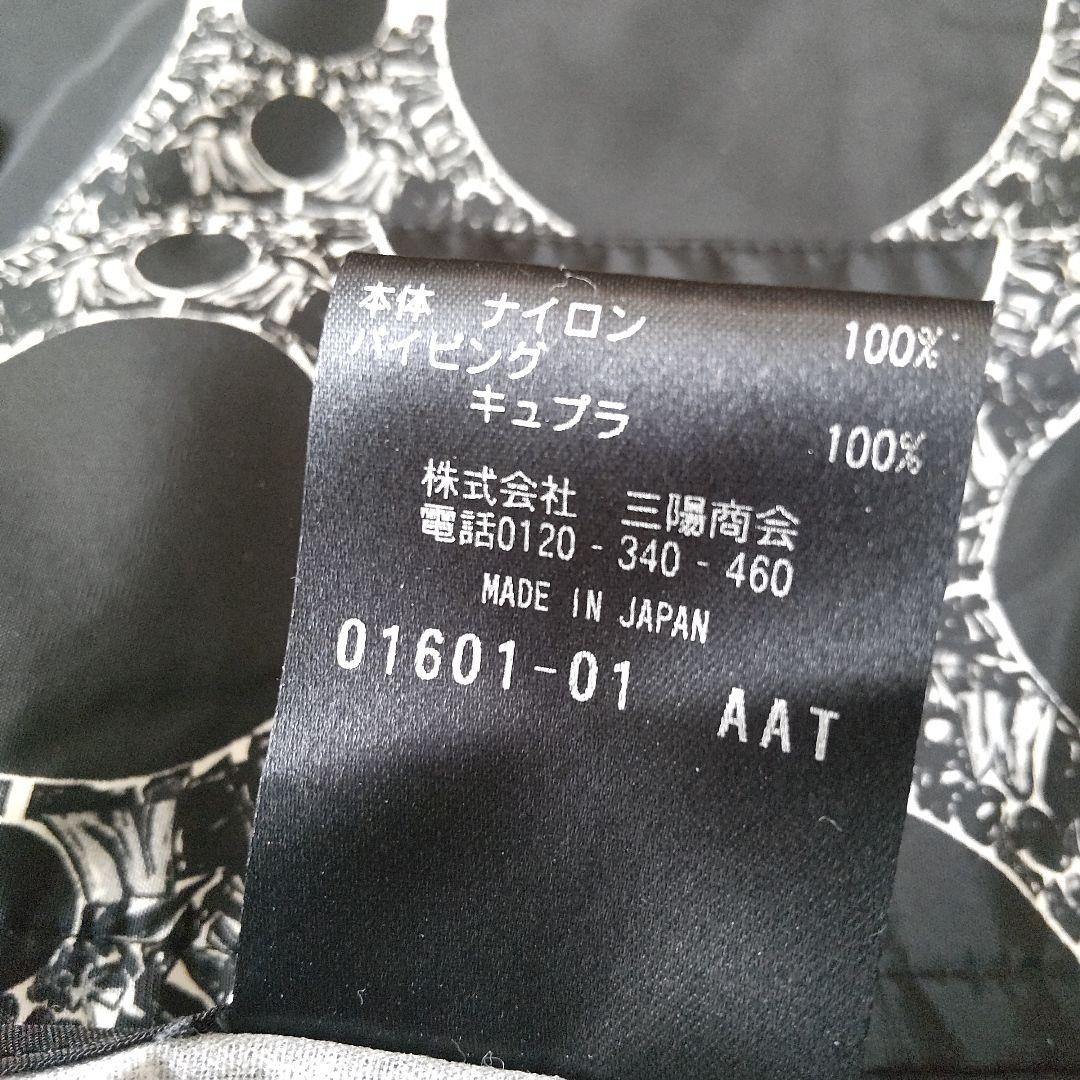 本体 ナイロン 100%
パイピング
キュプラ 100%
株式会社 三陽商会
電話0120-340-460
MADE IN JAPAN
01601-01 AAT